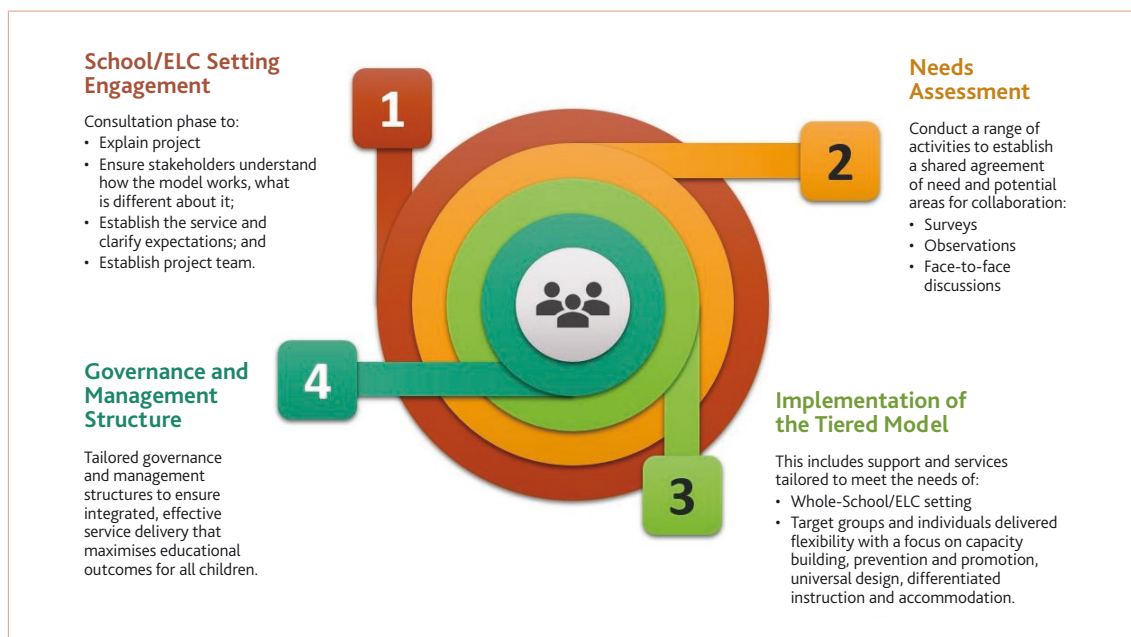 School/ELC Setting
Engagement
Consultation phase to:
• Explain project
• Ensure stakeholders understand
how the model works, what
is different about it;
• Establish the service and
clarify expectations; and
• Establish project team.
1
Needs
Assessment
Conduct a range of
activities to establish
a shared agreement
of need and potential
areas for collaboration:
• Surveys
• Observations
• Face-to-face
discussions
2
Implementation of
the Tiered Model
This includes support and services
tailored to meet the needs of:
• Whole-School/ELC setting
• Target groups and individuals delivered
flexibility with a focus on capacity
building, prevention and promotion,
universal design, differentiated
instruction and accommodation.
3
Governance and
Management
Structure
Tailored governance
and management
structures to ensure
integrated, effective
service delivery that
maximises educational
outcomes for all children.
4